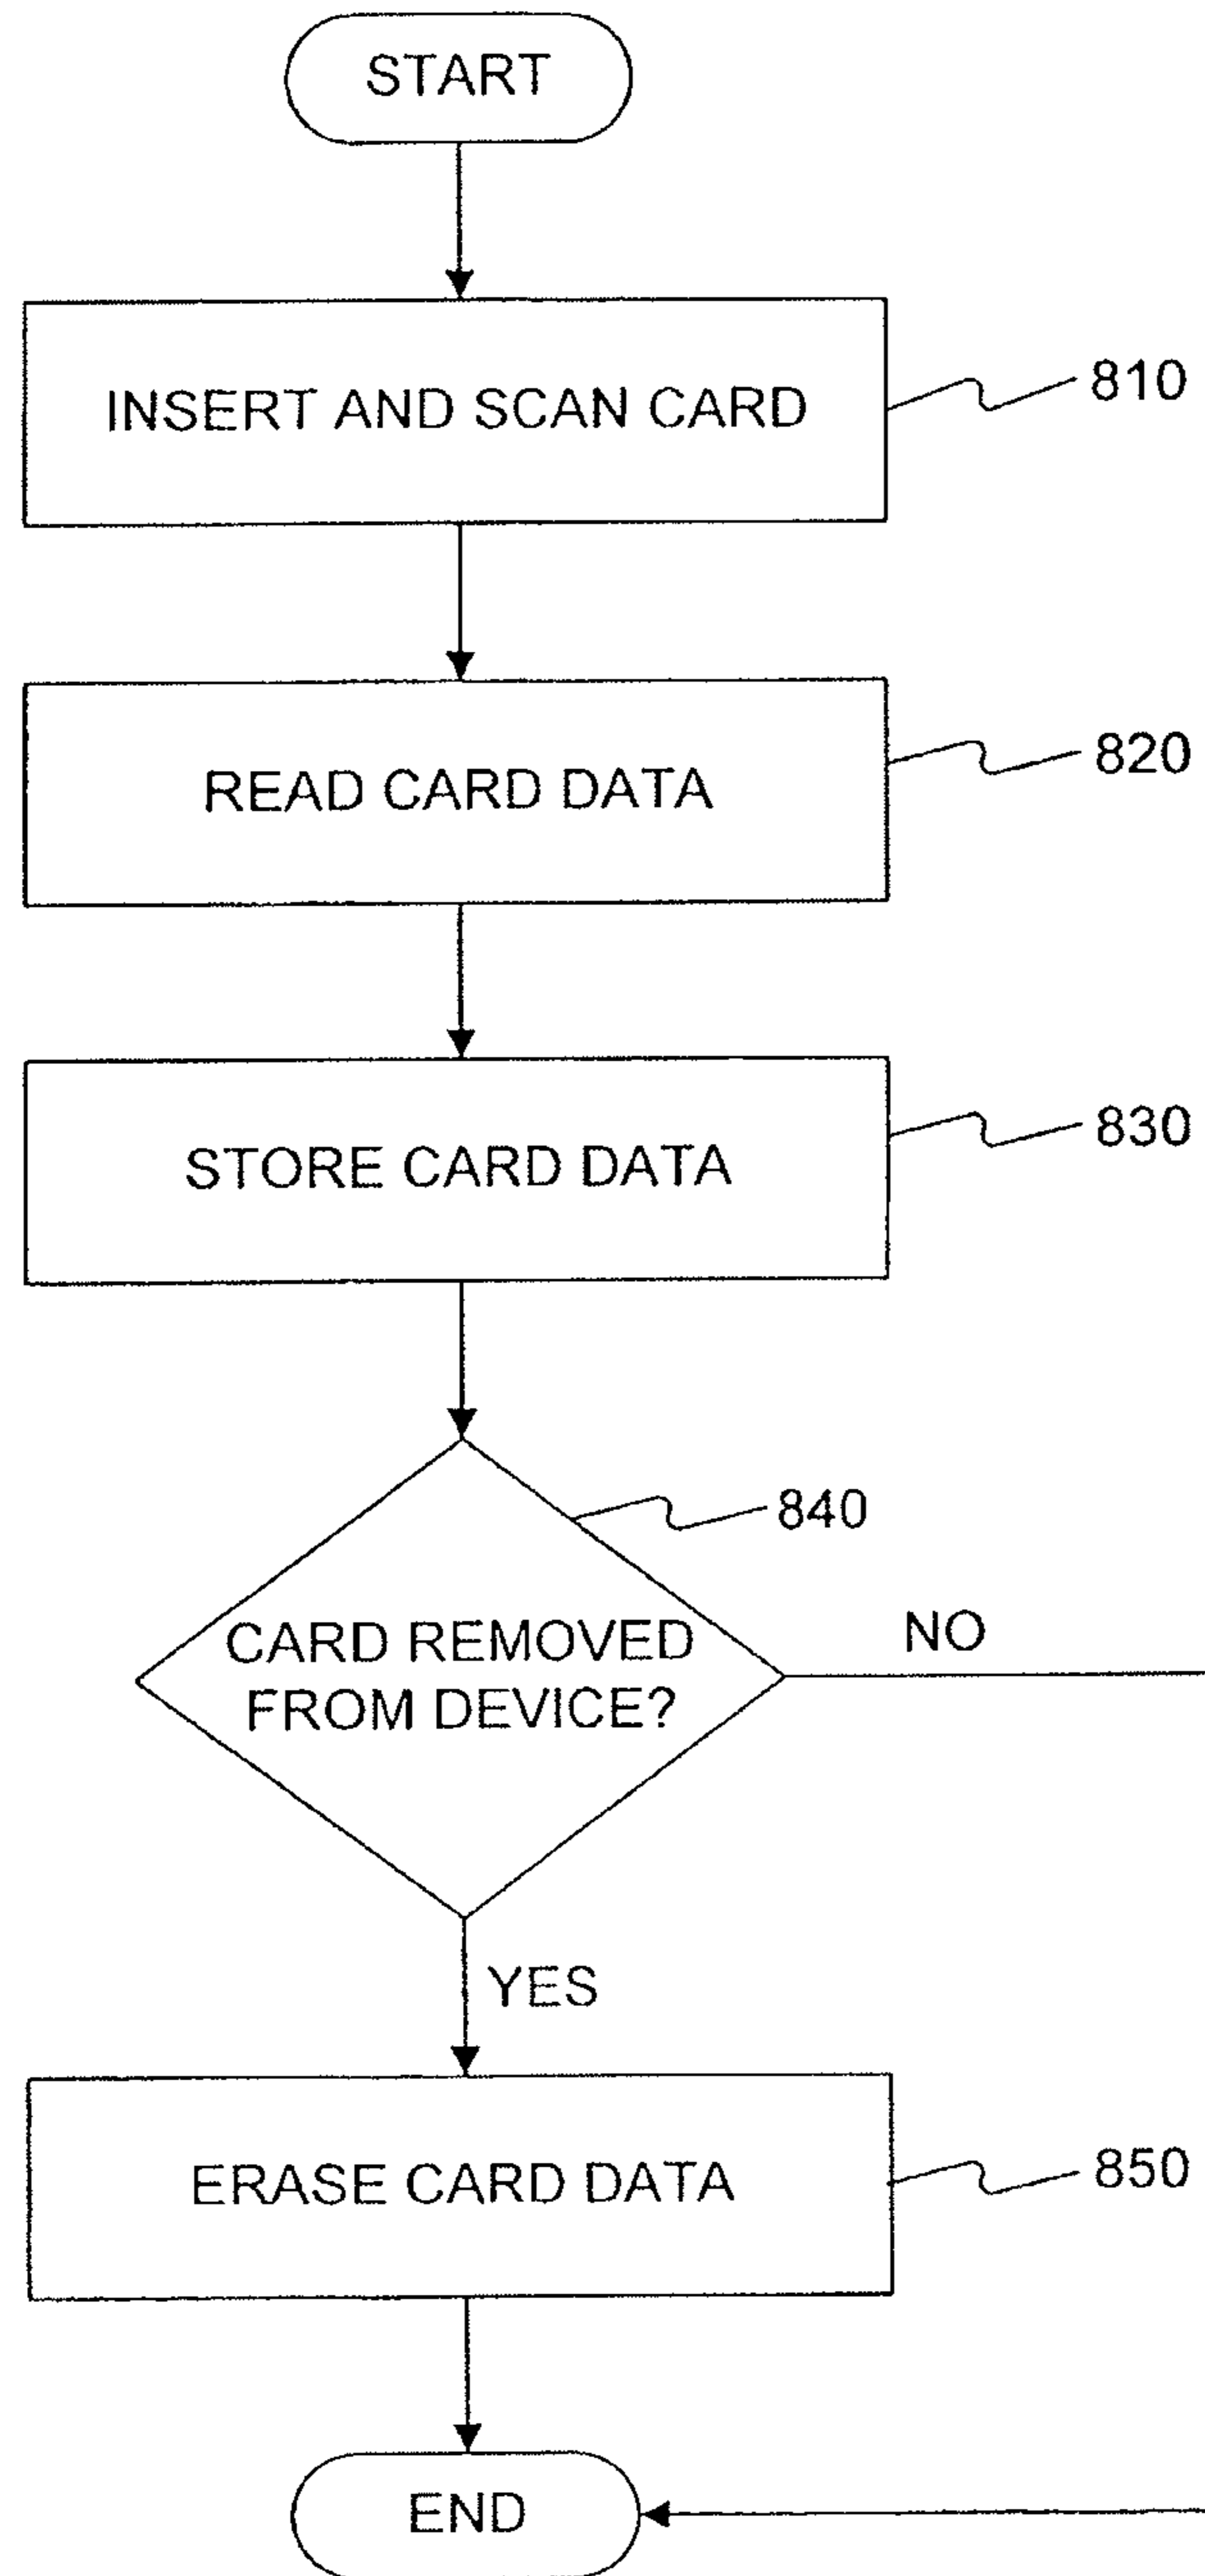 START
INSERT AND SCAN CARD
810
READ CARD DATA
820
STORE CARD DATA
830
840
CARD REMOVED
FROM DEVICE?
NO
YES
ERASE CARD DATA
850
END